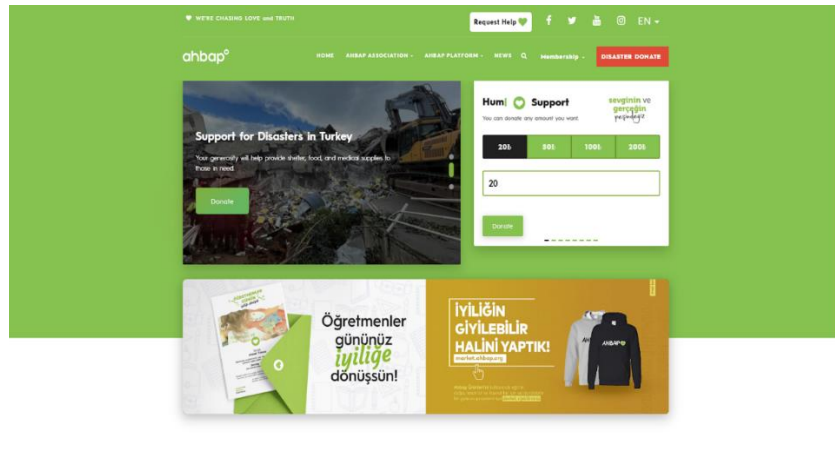 WE'RE CHASING LOVE and TRUTH
Request Help
EN
ahbap
HOME
AHBAP ASSOCIATION
AHBAP PLATFORM
NEWS
Membership
DISASTER DONATE
Support for Disasters in Turkey
Your generosity will help provide shelter, food, and medical supplies to
those in need.
Donate
Hum| Support
sevginin ve
gerçeğin
peşindeyiz
You can donate any amount you want.
20₺
50₺
100₺
200₺
20
Donate
Öğretmenler
gününüz
iyiliğe
dönüşsün!
İYİLİĞİN
GİYİLEBİLİR
HALİNİ YAPTIK!
market.ahbap.org
AHBAP